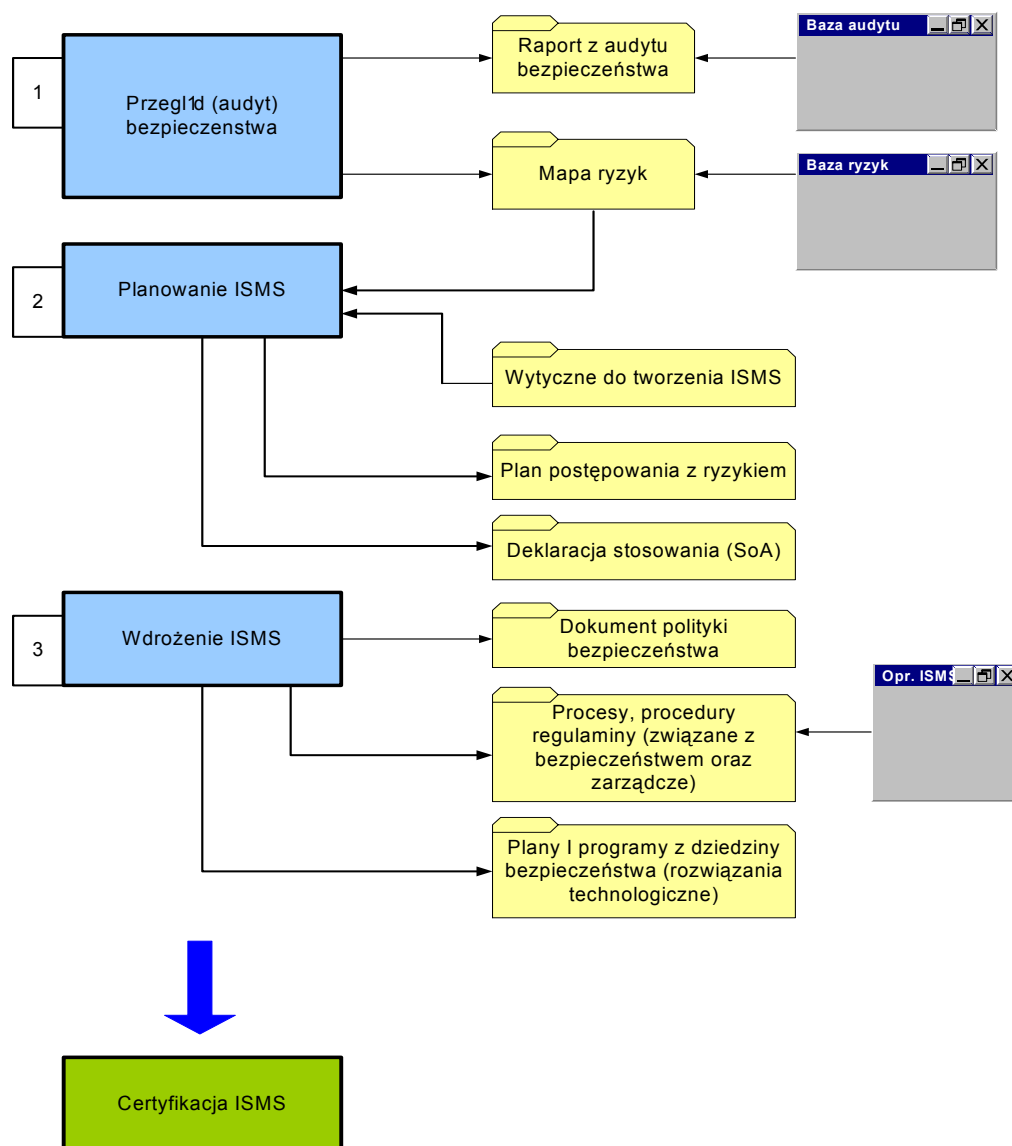 Baza audytu
Raport z audytu
bezpieczeństwa
1
Przegl1d (audyt)
bezpieczenstwa
Baza ryzyk
Mapa ryzyk
2
Planowanie ISMS
Wytyczne do tworzenia ISMS
Plan postępowania z ryzykiem
Deklaracja stosowania (SoA)
3
Wdrożenie ISMS
Dokument polityki
bezpieczeństwa
Opr. ISMS
Procesy, procedury
regulaminy (związane z
bezpieczeństwem oraz
zarządcze)
Plany I programy z dziedziny
bezpieczeństwa (rozwiązania
technologiczne)
Certyfikacja ISMS